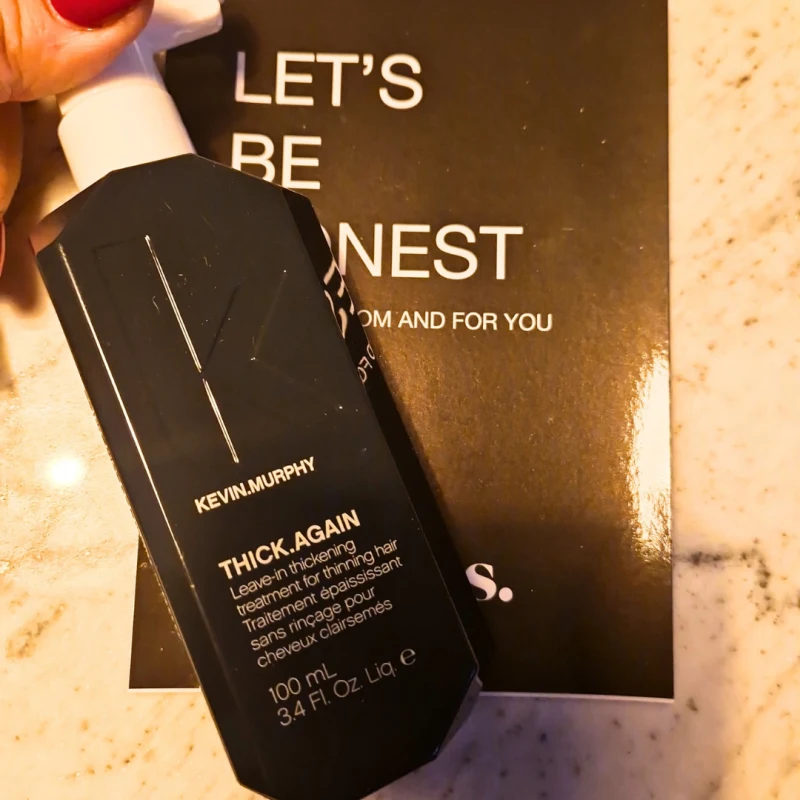 LET'S
BE
NEST
OM AND FOR YOU
s.
KEVIN.MURPHY
THICK.AGAIN
Leave-in thickening
treatment for thinning hair
Traitement épaississant
sans rinçage pour
cheveux clairsemés
100 mL
3.4 Fl. Oz. Liq. e